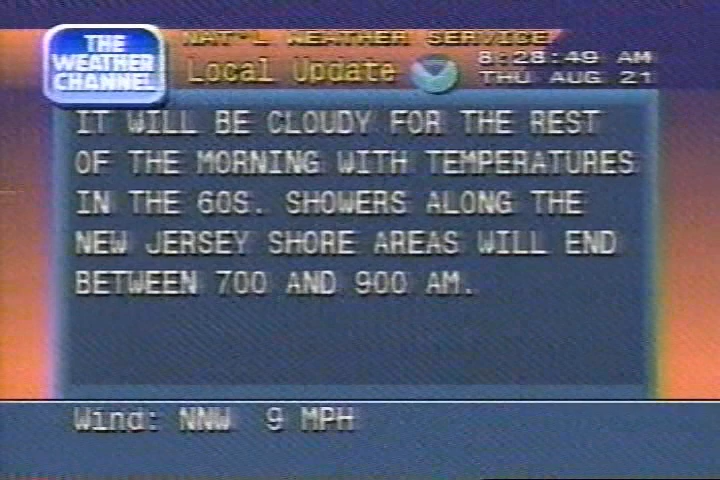 THE
WEATHER
CHANNEL
NAT'L WEATHER SERVICE
Local Update
8:28:49 AM
THU AUG 21
IT WILL BE CLOUDY FOR THE REST
OF THE MORNING WITH TEMPERATURES
IN THE 60S. SHOWERS ALONG THE
NEW JERSEY SHORE AREAS WILL END
BETWEEN 700 AND 900 AM.
Wind: NNW 9 MPH